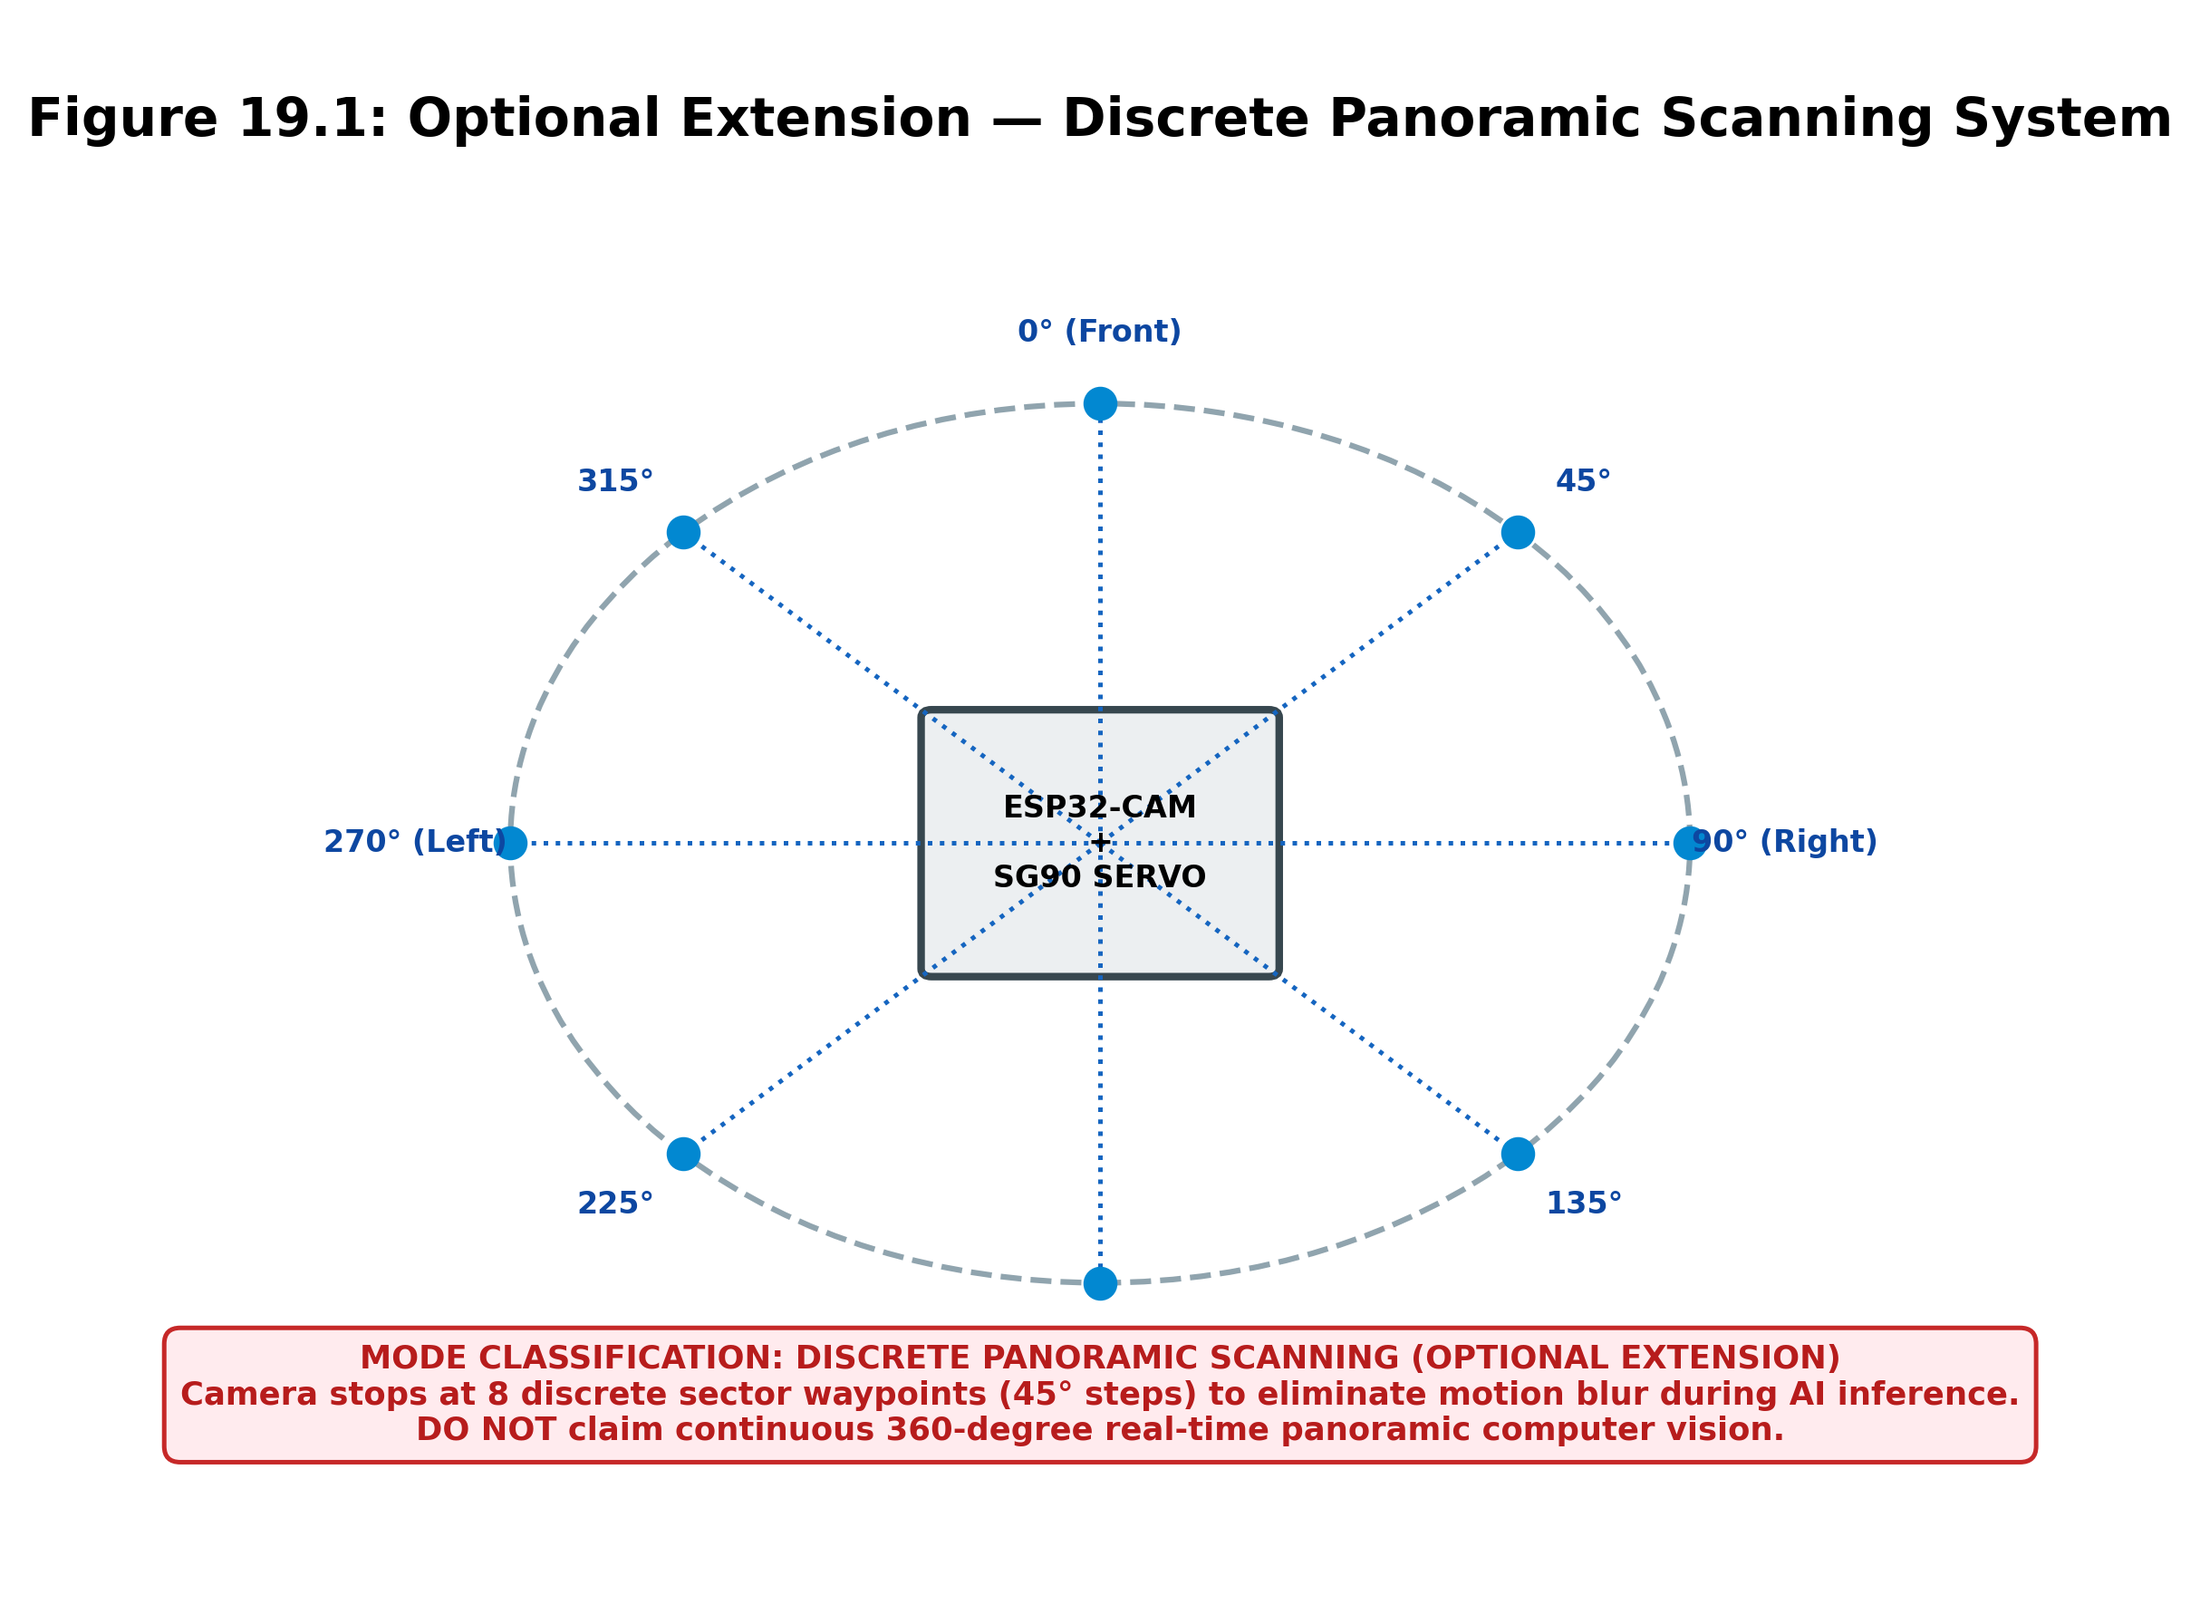 Figure 19.1: Optional Extension — Discrete Panoramic Scanning System
0° (Front)
315°
45°
ESP32-CAM
270° (Left)
+
90° (Right)
SG90 SERVO
225°
135°
MODE CLASSIFICATION: DISCRETE PANORAMIC SCANNING (OPTIONAL EXTENSION)
Camera stops at 8 discrete sector waypoints (45° steps) to eliminate motion blur during AI inference.
DO NOT claim continuous 360-degree real-time panoramic computer vision.